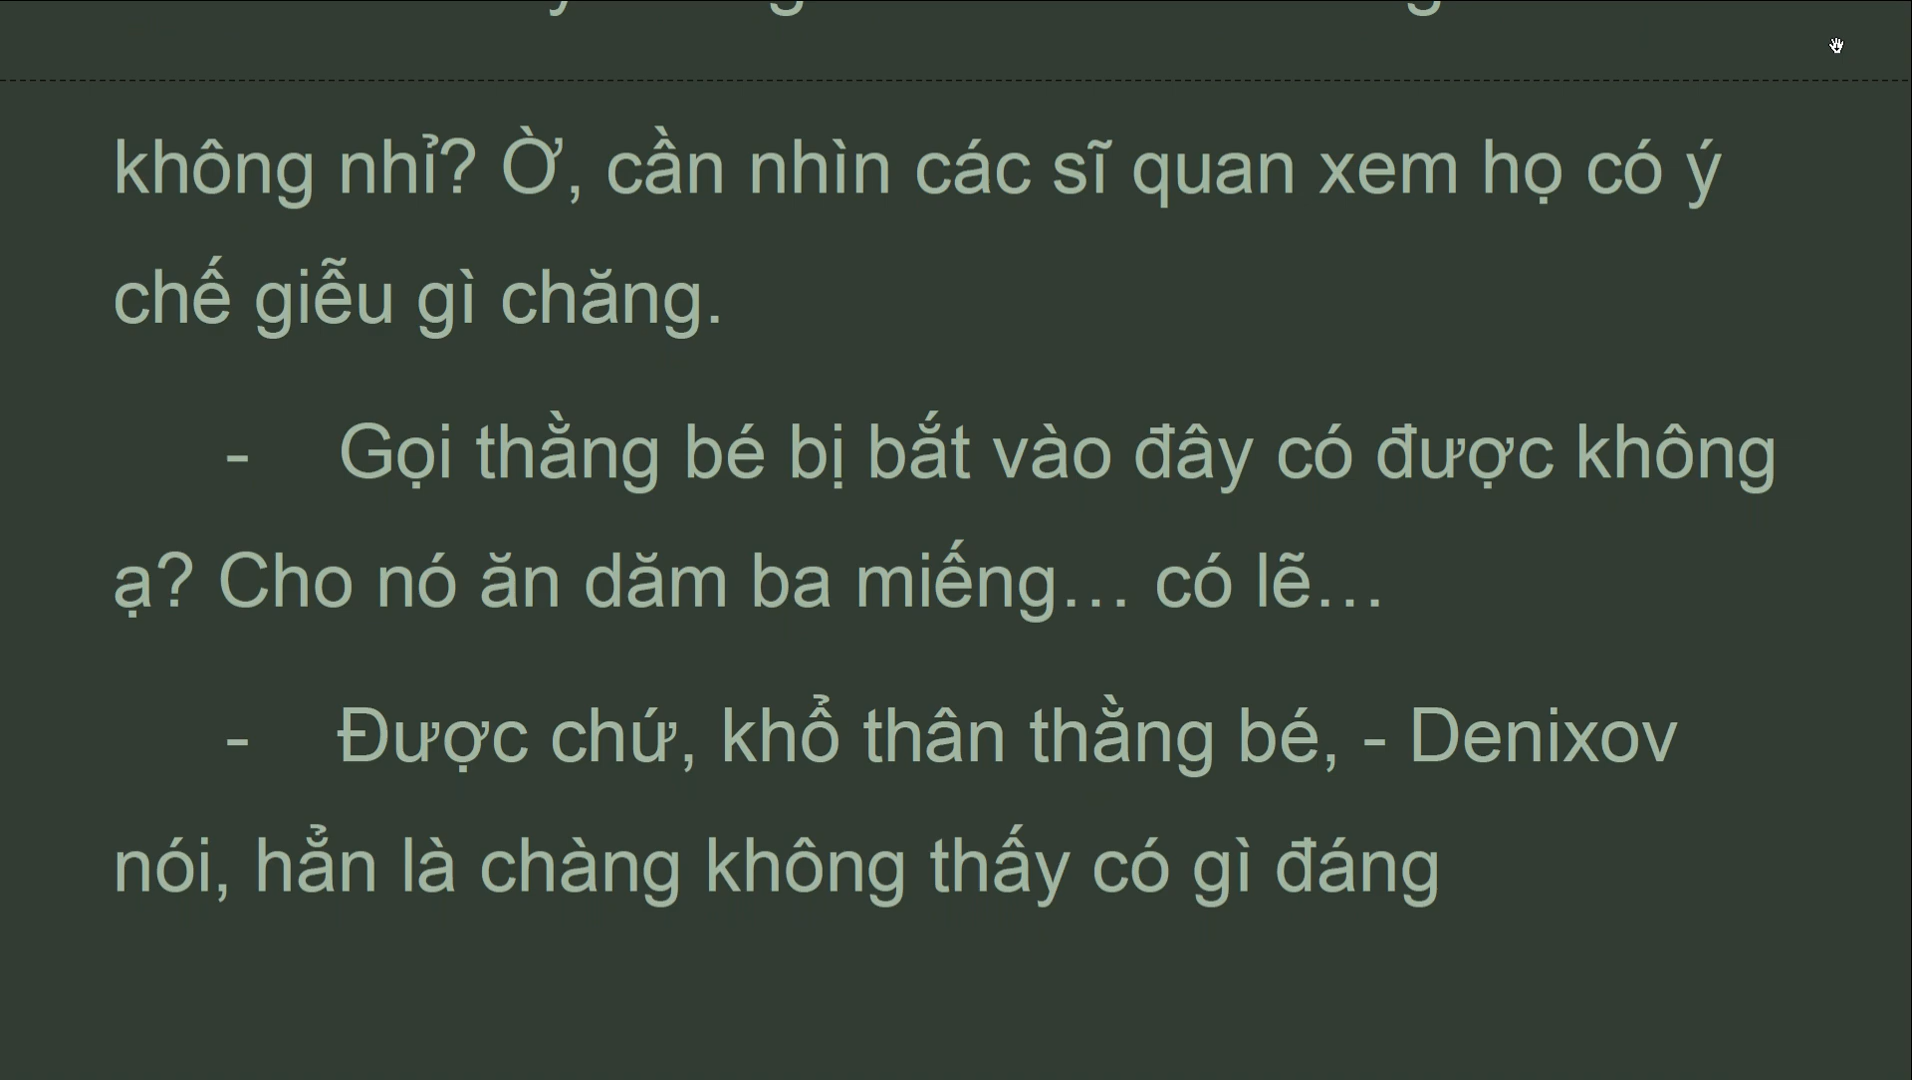 không nhỉ? Ờ, cần nhìn các sĩ quan xem họ có ý
chế giễu gì chăng.
- Gọi thằng bé bị bắt vào đây có được không
ạ? Cho nó ăn dăm ba miếng… có lẽ…
- Được chứ, khổ thân thằng bé, - Denixov
nói, hẳn là chàng không thấy có gì đáng